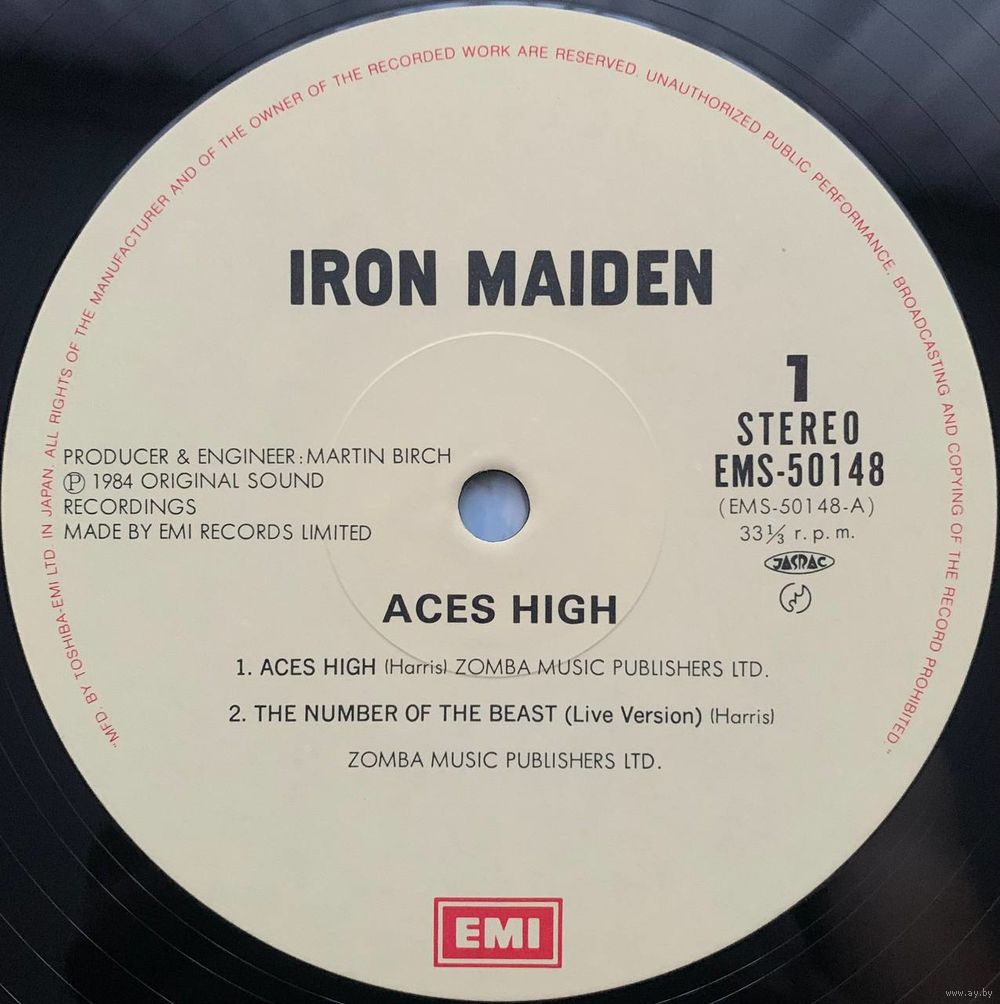 "MFD. BY TOSHIBA-EMI LTD. IN JAPAN. ALL RIGHTS OF THE MANUFACTURER AND OF THE OWNER OF THE RECORDED WORK ARE RESERVED. UNAUTHORIZED PUBLIC PERFORMANCE, BROADCASTING AND COPYING OF THE RECORD PROHIBITED."
IRON MAIDEN
1
STEREO
EMS-50148
(EMS-50148-A)
33⅓ r.p.m.
JASRAC
PRODUCER & ENGINEER:MARTIN BIRCH
℗ 1984 ORIGINAL SOUND
RECORDINGS
MADE BY EMI RECORDS LIMITED
ACES HIGH
1. ACES HIGH (Harris) ZOMBA MUSIC PUBLISHERS LTD.
2. THE NUMBER OF THE BEAST (Live Version) (Harris)
ZOMBA MUSIC PUBLISHERS LTD.
EMI
www.ay.by